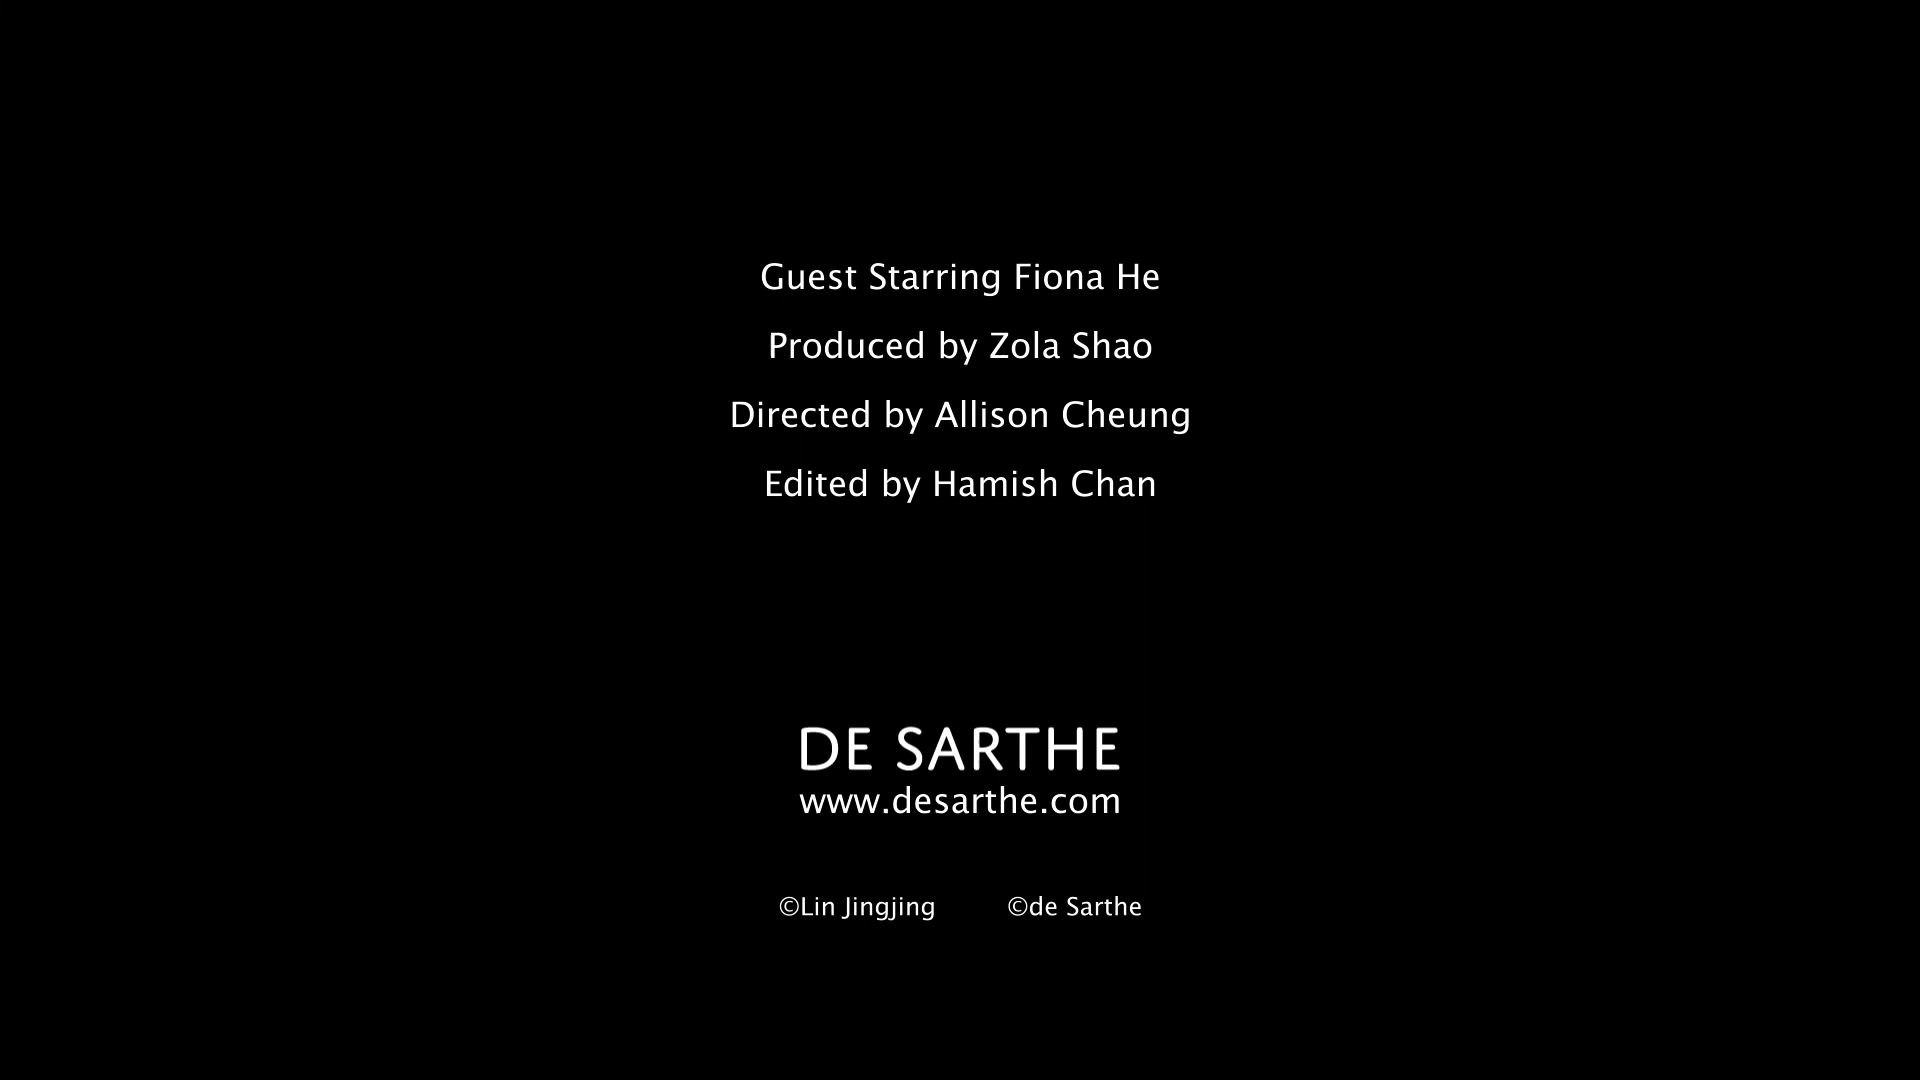 Guest Starring Fiona He
Produced by Zola Shao
Directed by Allison Cheung
Edited by Hamish Chan
DE SARTHE
www.desarthe.com
©Lin Jingjing ©de Sarthe